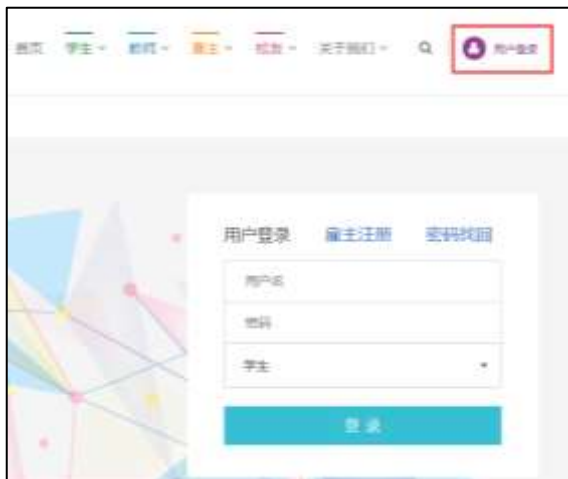 首页 学生 教师 雇主 校友 关于我们 用户登录
用户登录 雇主注册 密码找回
用户名
密码
学生
登 录